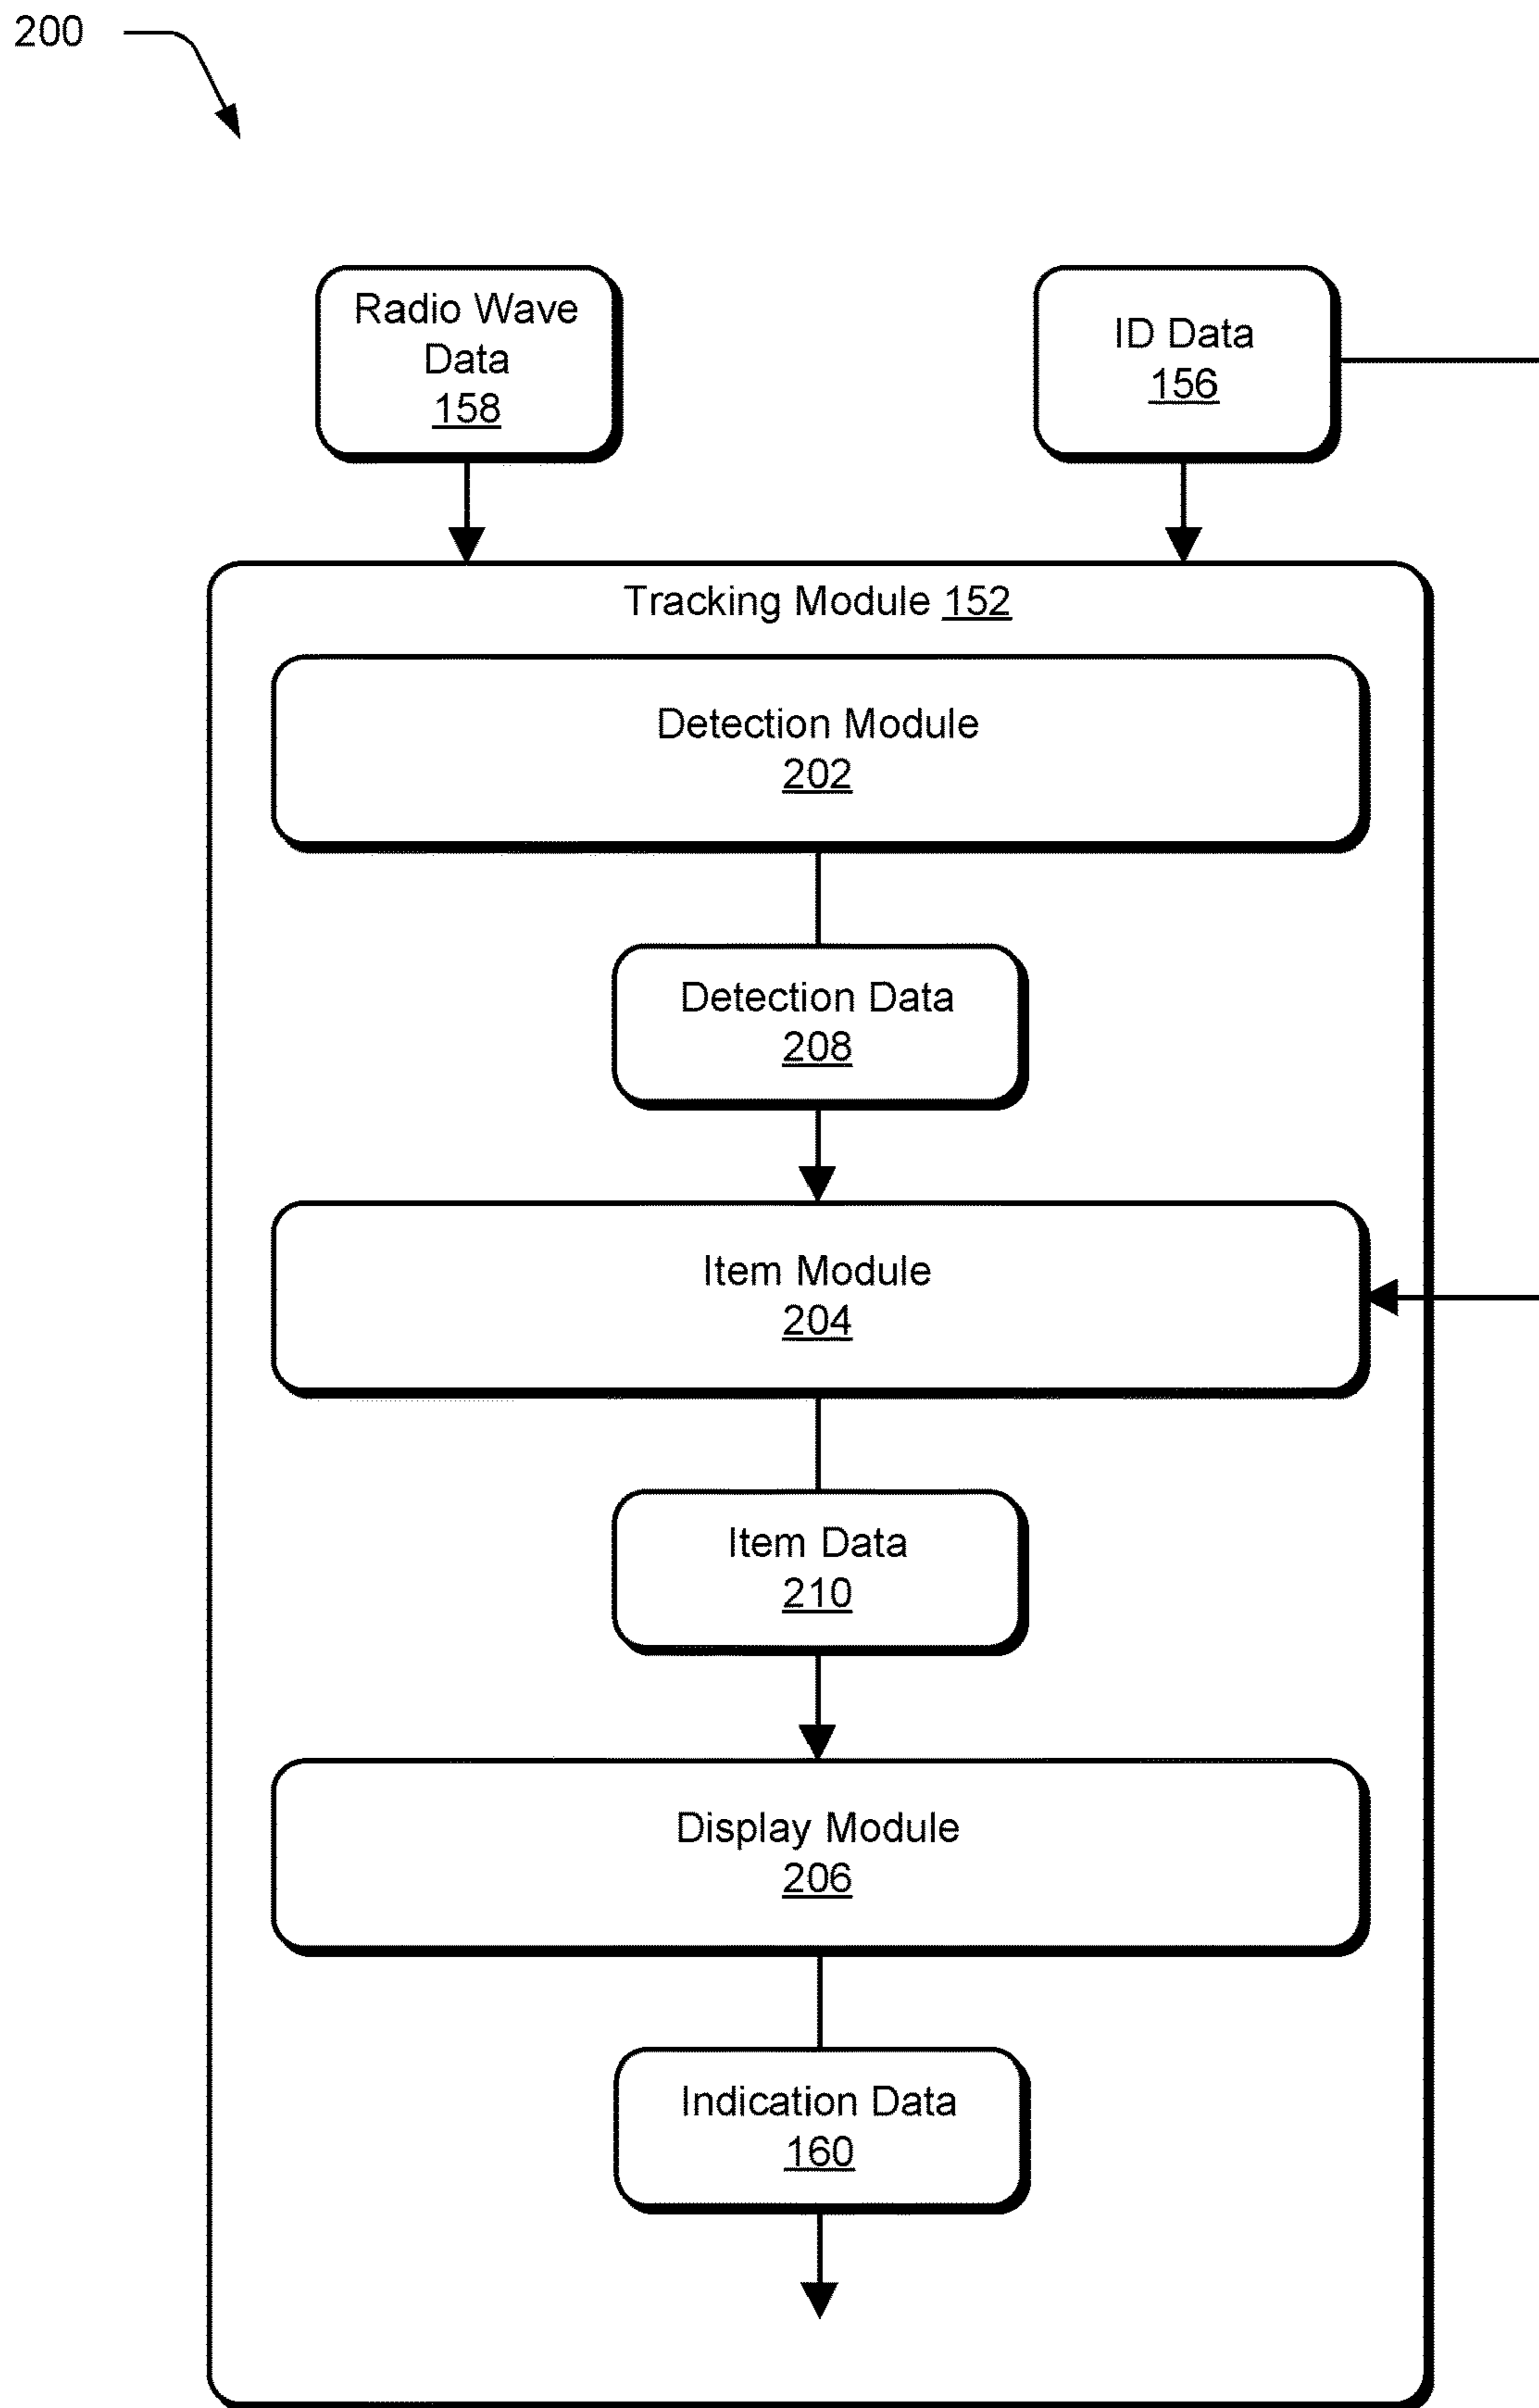 200
Radio Wave
Data
158
ID Data
156
Tracking Module 152
Detection Module
202
Detection Data
208
Item Module
204
Item Data
210
Display Module
206
Indication Data
160